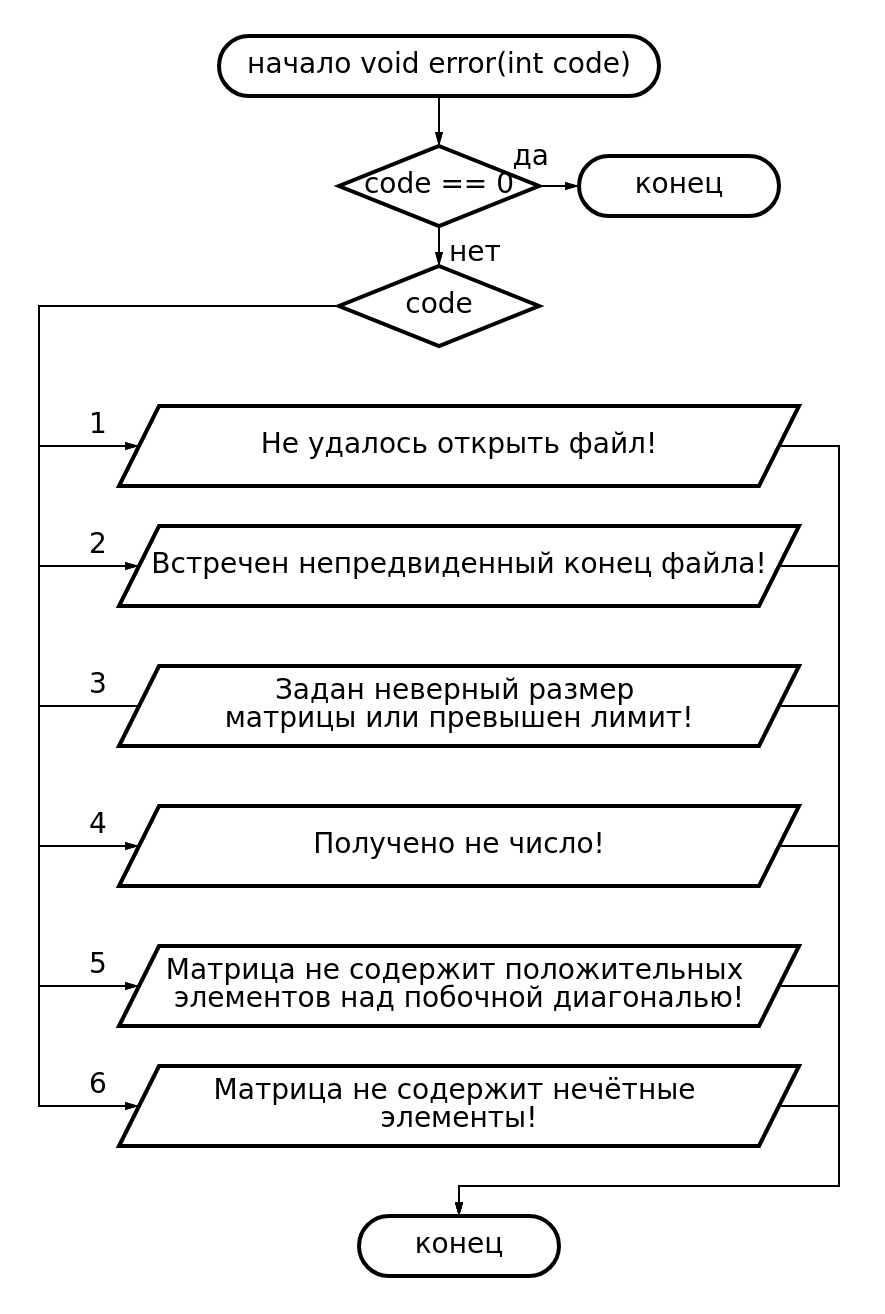 начало void error(int code)
да
code == 0
конец
нет
code
1
Не удалось открыть файл!
2
Встречен непредвиденный конец файла!
3
Задан неверный размер
матрицы или превышен лимит!
4
Получено не число!
5
Матрица не содержит положительных
элементов над побочной диагональю!
6
Матрица не содержит нечётные
элементы!
конец